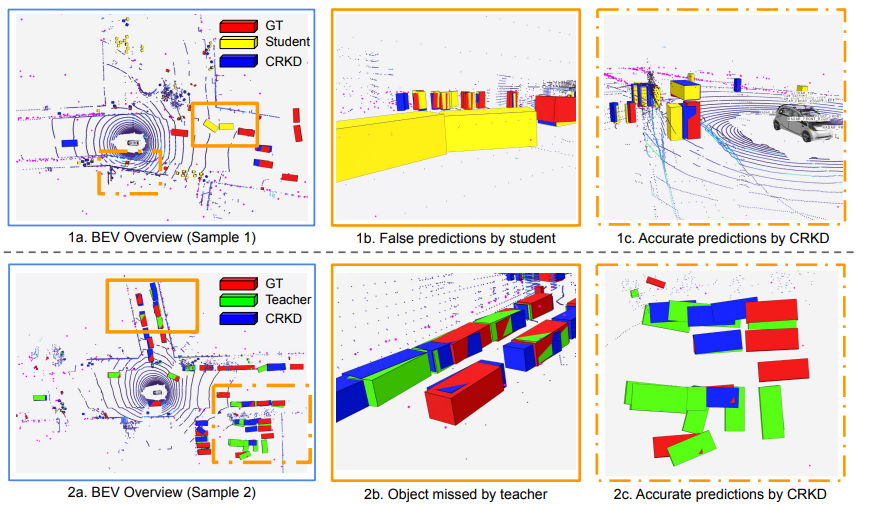 GT
Student
CRKD
1a. BEV Overview (Sample 1)
1b. False predictions by student
1c. Accurate predictions by CRKD
GT
Teacher
CRKD
2a. BEV Overview (Sample 2)
2b. Object missed by teacher
2c. Accurate predictions by CRKD